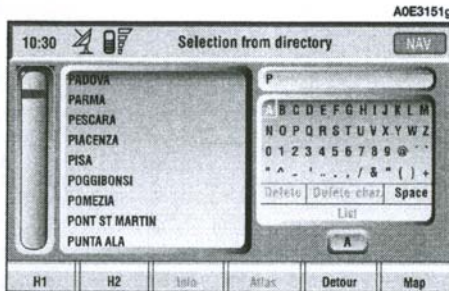 A0E3151g
10:30 Selection from directory NAV
PADOVA
PARMA
PESCARA
PIACENZA
PISA
POGGIBONSI
POMEZIA
PONT ST MARTIN
PUNTA ALA
P
A B C D E F G H I J K L M
N O P Q R S T U V X Y W Z
0 1 2 3 4 5 6 7 8 9 @ ` ´
" ^ - ' - . , / & " ( ) +
Delete Delete char. Space
List
A
H1 H2 Info Atlas Detour Map